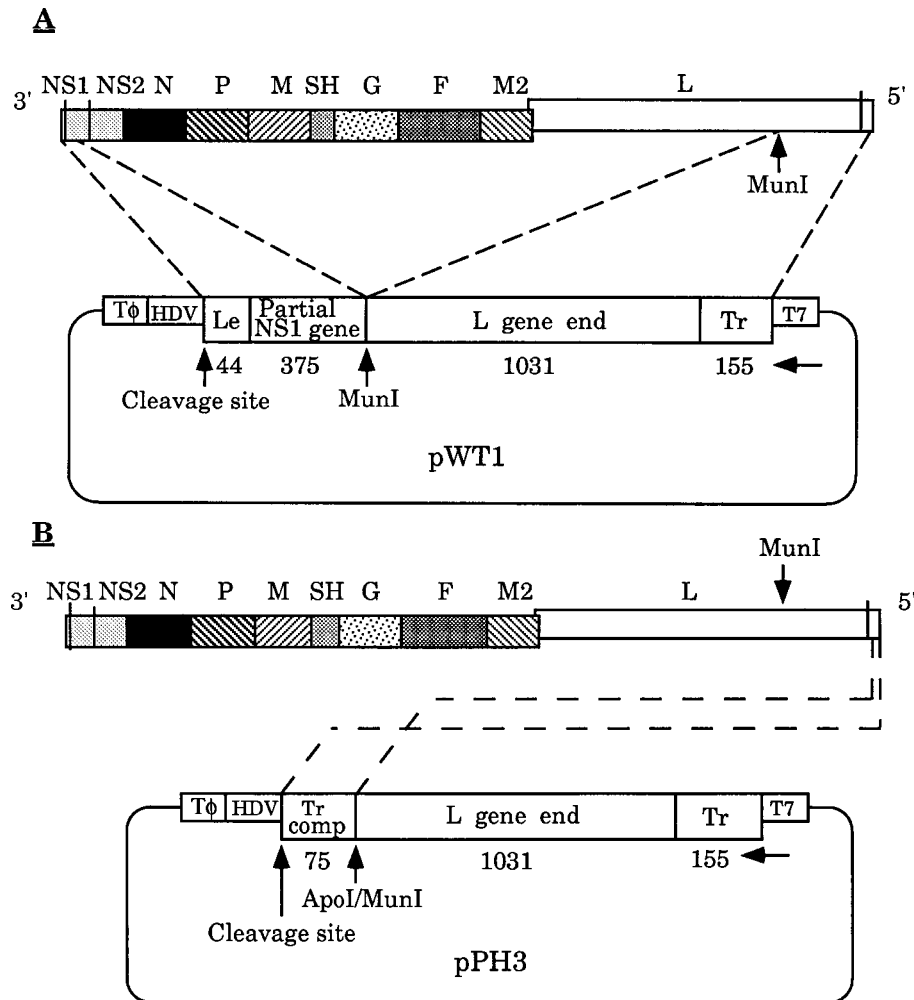 A
NS1 NS2 N P M SH G F M2 L
3' 5'
MunI
Tϕ HDV Le Partial NS1 gene L gene end Tr T7
44 375 1031 155
Cleavage site MunI
pWT1
B
MunI
NS1 NS2 N P M SH G F M2 L
3' 5'
Tϕ HDV Tr comp L gene end Tr T7
75 1031 155
ApoI/MunI
Cleavage site
pPH3